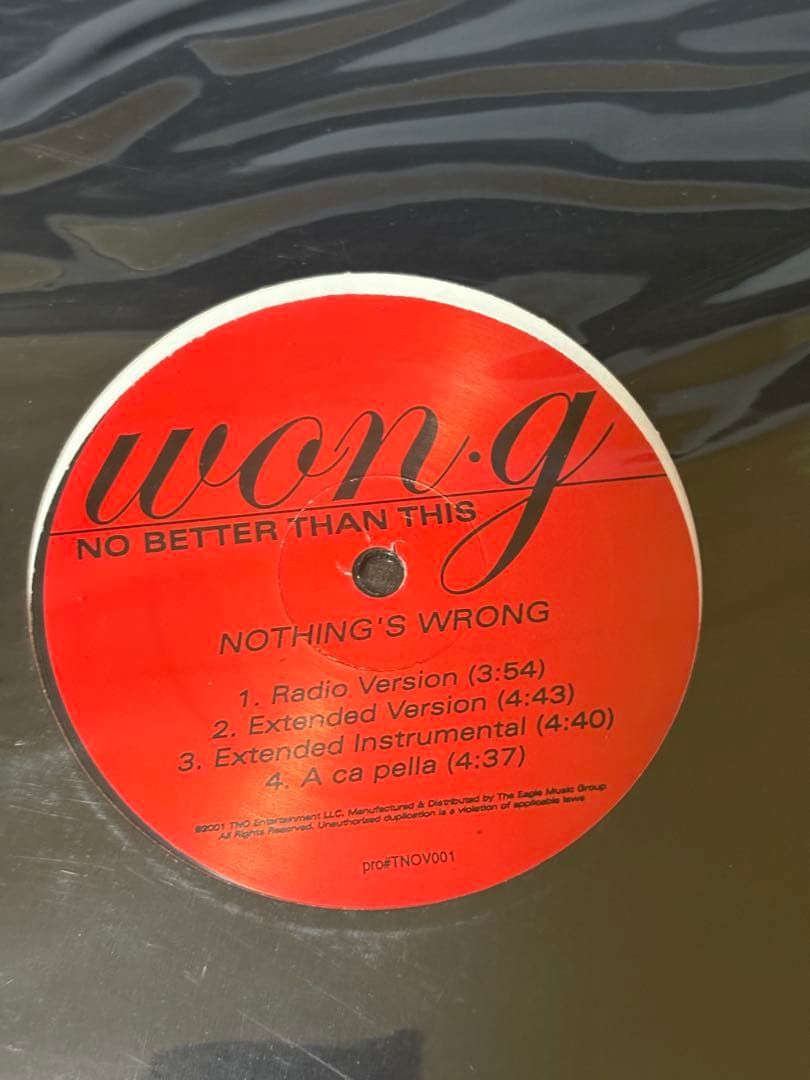 won.g
NO BETTER THAN THIS
NOTHING'S WRONG
1. Radio Version (3:54)
2. Extended Version (4:43)
3. Extended Instrumental (4:40)
4. A ca pella (4:37)
℗2001 TNO Entertainment LLC. Manufactured & Distributed by The Eagle Music Group
All Rights Reserved. Unauthorized duplication is a violation of applicable laws
pro#TNOV001